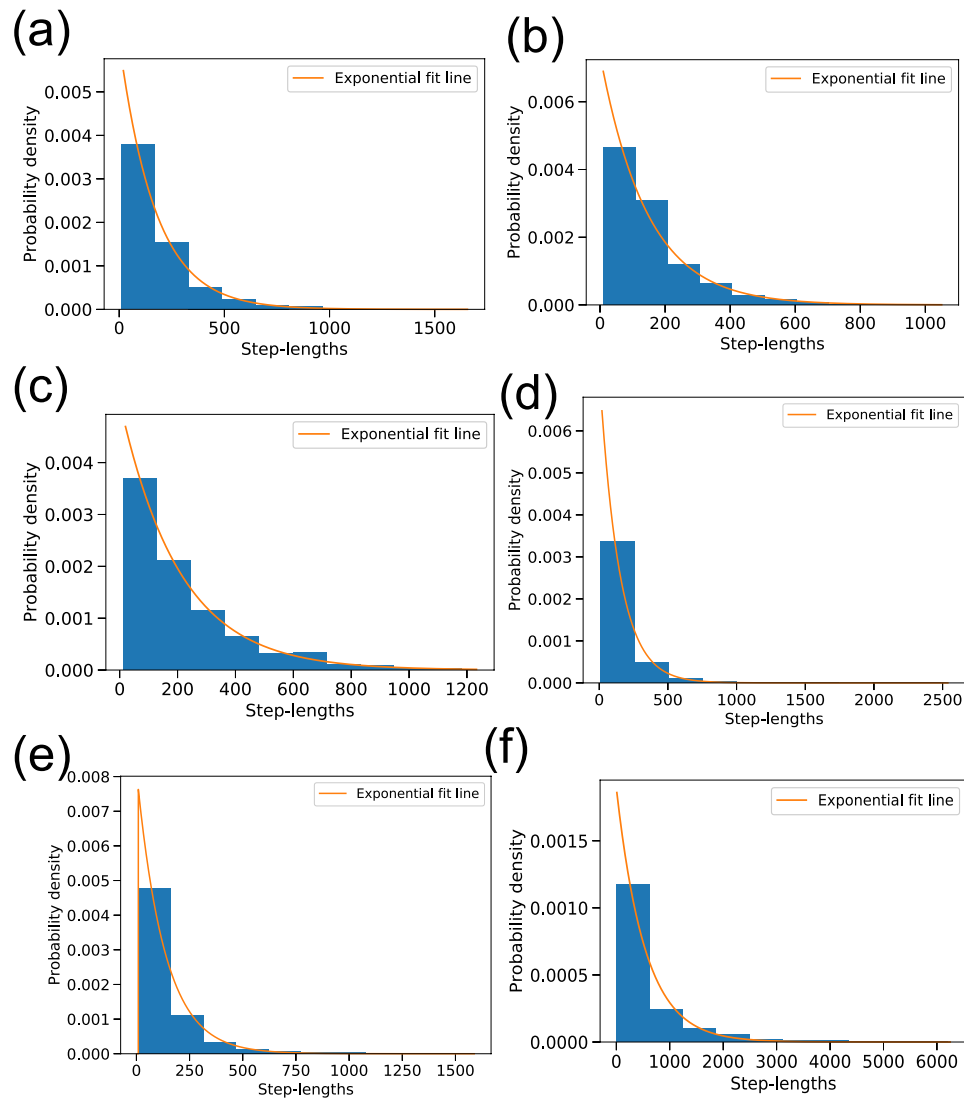 (a)
Exponential fit line
Probability density
0.005
0.004
0.003
0.002
0.001
0.000
0 500 1000 1500
Step-lengths
(b)
Exponential fit line
Probability density
0.006
0.004
0.002
0.000
0 200 400 600 800 1000
Step-lengths
(c)
Exponential fit line
Probability density
0.004
0.003
0.002
0.001
0.000
0 200 400 600 800 1000 1200
Step-lengths
(d)
Exponential fit line
Probability density
0.006
0.005
0.004
0.003
0.002
0.001
0.000
0 500 1000 1500 2000 2500
Step-lengths
(e)
Exponential fit line
Probability density
0.008
0.007
0.006
0.005
0.004
0.003
0.002
0.001
0.000
0 250 500 750 1000 1250 1500
Step-lengths
(f)
Exponential fit line
Probability density
0.0015
0.0010
0.0005
0.0000
0 1000 2000 3000 4000 5000 6000
Step-lengths